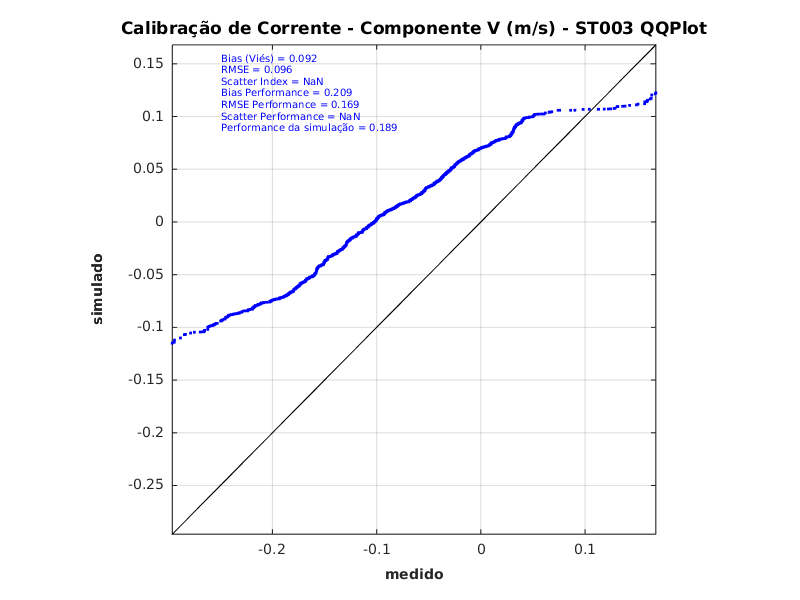 Calibração de Corrente - Componente V (m/s) - ST003 QQPlot
Bias (Viés) = 0.092
RMSE = 0.096
Scatter Index = NaN
Bias Performance = 0.209
RMSE Performance = 0.169
Scatter Performance = NaN
Performance da simulação = 0.189
0.15
0.1
0.05
0
-0.05
-0.1
-0.15
-0.2
-0.25
simulado
-0.2
-0.1
0
0.1
medido